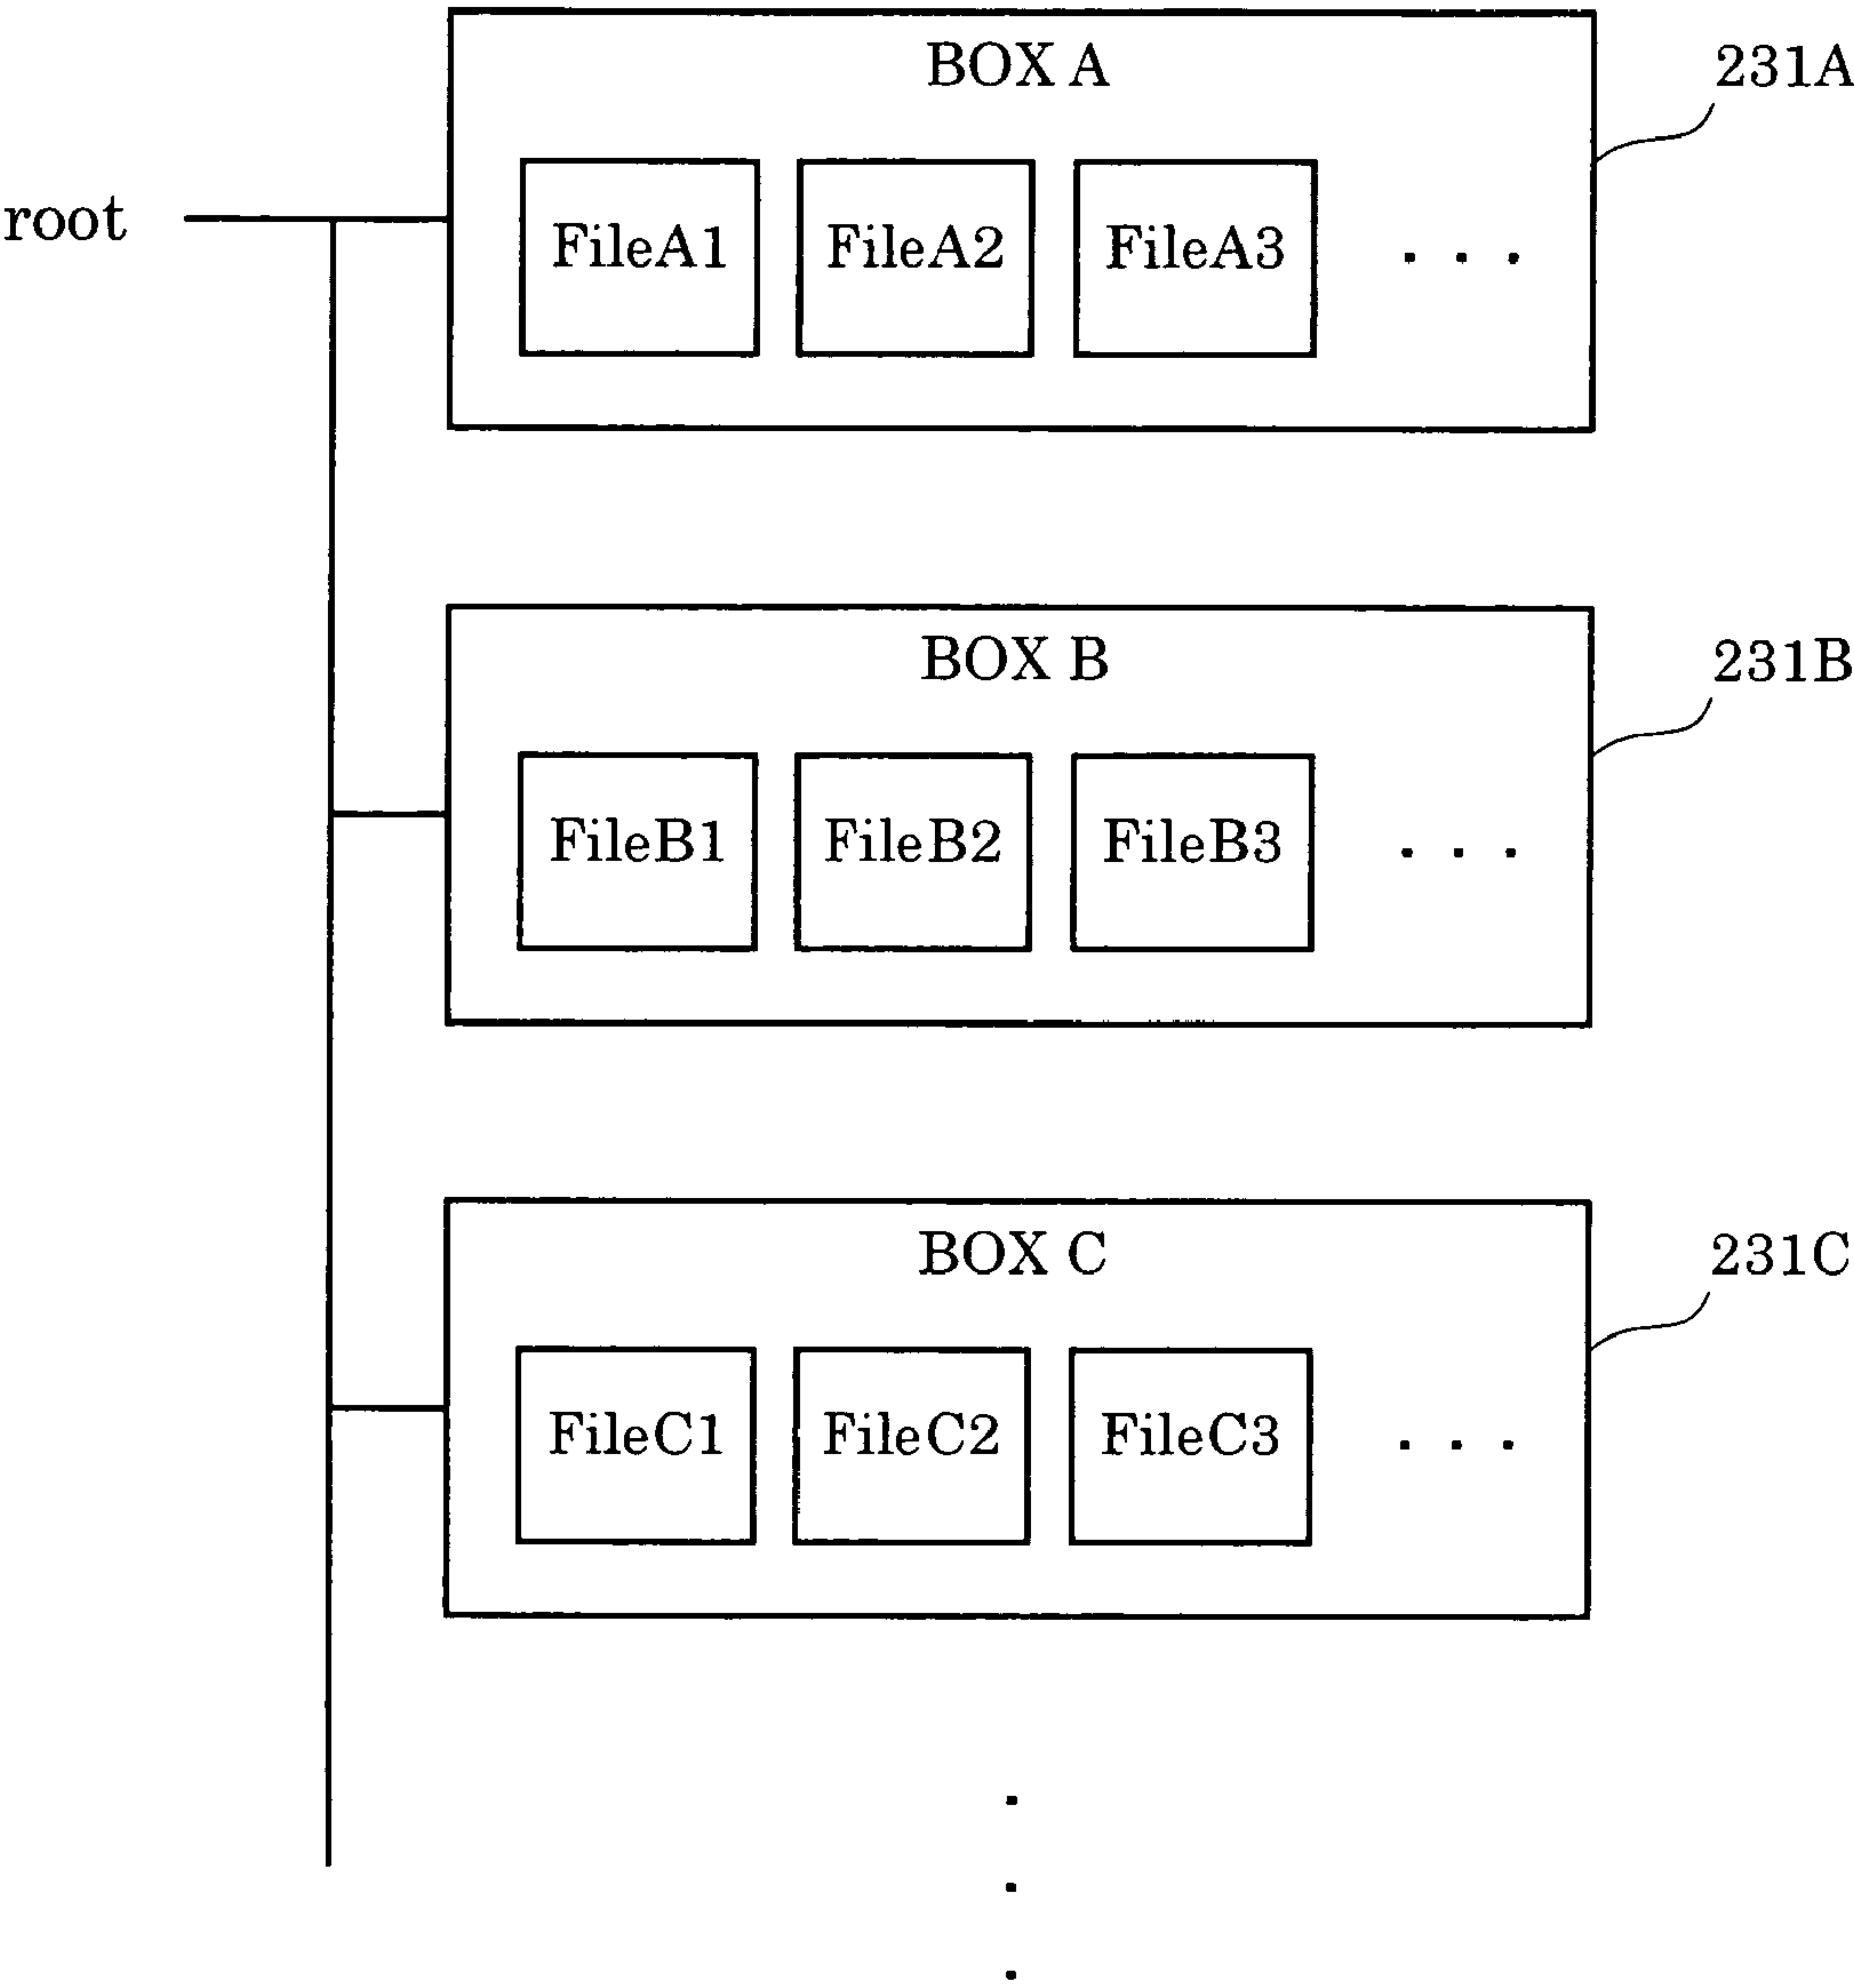 BOX A
231A
root
FileA1 FileA2 FileA3 . . .
BOX B
231B
FileB1 FileB2 FileB3 . . .
BOX C
231C
FileC1 FileC2 FileC3 . . .
.
.
.